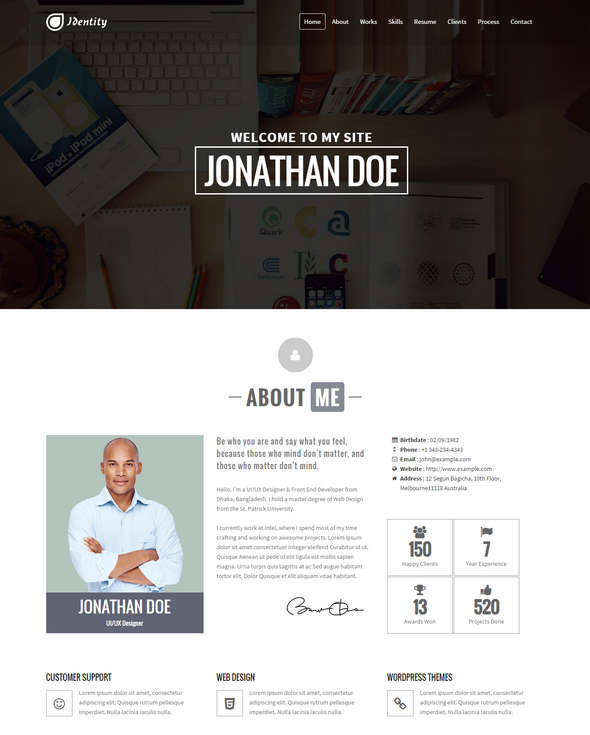 JDentity
Home About Works Skills Resume Clients Process Contact
WELCOME TO MY SITE
JONATHAN DOE
iPod iPad mini
Quark
ABOUT ME
Be who you are and say what you feel,
because those who mind don't matter, and
those who matter don't mind.
Hello, I'm a UI/UX Designer & Front End Developer from
Dhaka, Bangladesh. I hold a master degree of Web Design
from the St. Patrick University.
I currently work at Intel, where I spend most of my time
crafting and working on awesome projects. Lorem ipsum
dolor sit amet consectetuer integer eleifend Curabitur id ut.
Quisque Aenean ut pede id elit ligula est mollis sapien
magna. Urna turpis quis sagittis at ac Sed augue habitant
tortor elit. Dolor Quisque et elit aliquam vitae habitant.
JONATHAN DOE
UI/UX Designer
Birthdate : 02/09/1982
Phone : +1 343-234-4343
Email : john@example.com
Website : http://www.example.com
Address : 12 Segun Bagicha, 10th Floor,
Melbourne11118 Australia
150
Happy Clients
7
Year Experience
13
Awards Won
520
Projects Done
CUSTOMER SUPPORT
Lorem ipsum dolor sit amet, consectetur
adipiscing elit. Quisque rutrum pellesque
imperdiet. Nulla lacinia iaculis nulla.
WEB DESIGN
Lorem ipsum dolor sit amet, consectetur
adipiscing elit. Quisque rutrum pellesque
imperdiet. Nulla lacinia iaculis nulla.
WORDPRESS THEMES
Lorem ipsum dolor sit amet, consectetur
adipiscing elit. Quisque rutrum pellesque
imperdiet. Nulla lacinia iaculis nulla.